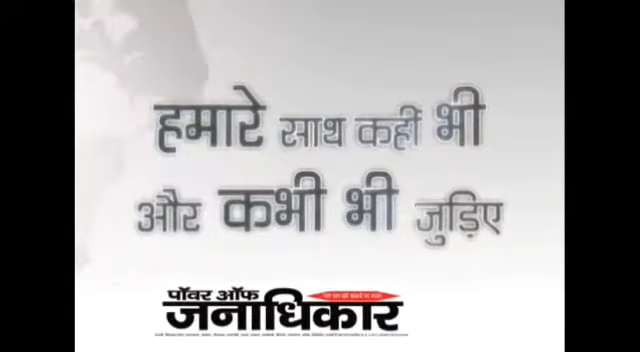 हमारे साथ कहीं भी
और कभी भी जुड़िए
पॉवर ऑफ
जनाधिकार